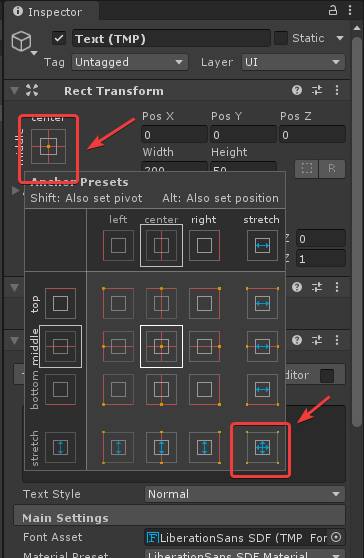 Inspector
Text (TMP)
Static
Tag
Untagged
Layer
UI
Rect Transform
center
middle
Pos X
Pos Y
Pos Z
0
0
0
Width
Height
200
50
R
Anchor Presets
Shift: Also set pivot
Alt: Also set position
left
center
right
stretch
Z
0
Z
1
top
middle
bottom
stretch
ditor
Text Style
Normal
Main Settings
Font Asset
LiberationSans SDF (TMP_For
Material Preset
LiberationSans SDF Material